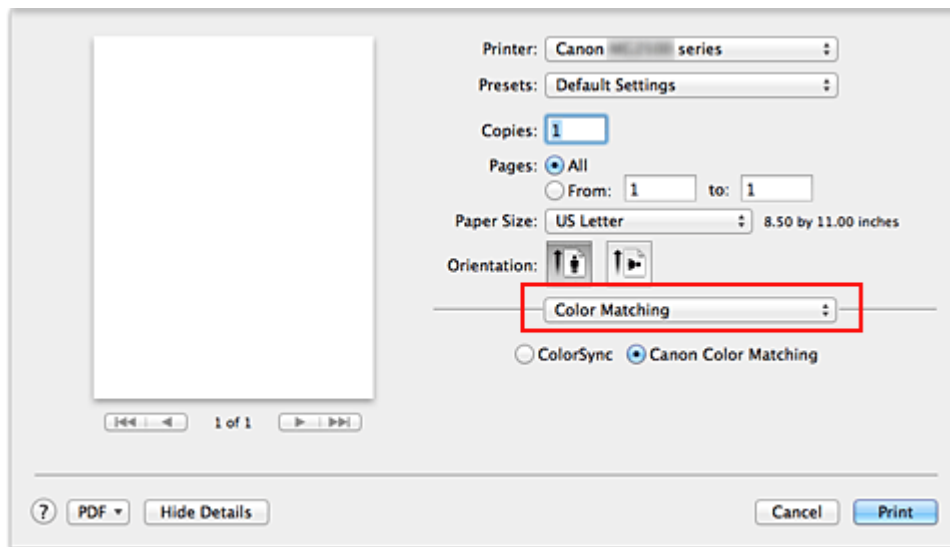 Printer: Canon series
Presets: Default Settings
Copies: 1
Pages: All
From: 1 to: 1
Paper Size: US Letter 8.50 by 11.00 inches
Orientation:
Color Matching
ColorSync Canon Color Matching
1 of 1
? PDF Hide Details Cancel Print